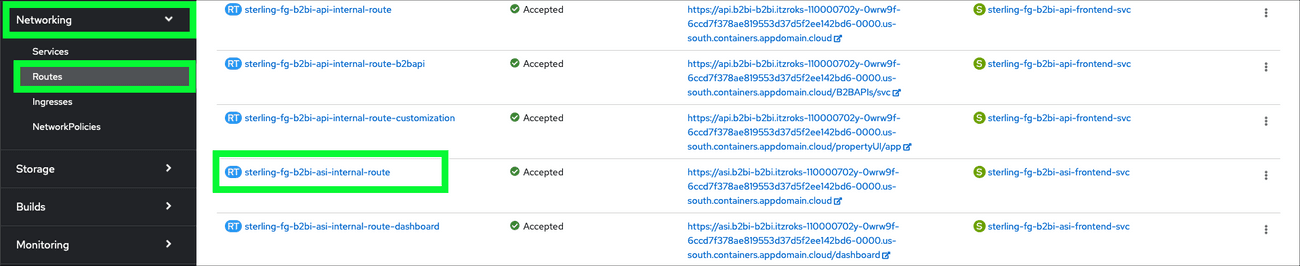 Networking
Services
Routes
Ingresses
NetworkPolicies
Storage
Builds
Monitoring
RT sterling-fg-b2bi-api-internal-route
Accepted
https://api.b2bi-b2bi.itzroks-110000702y-0wrw9f-
6ccd7f378ae819553d37d5f2ee142bd6-0000.us-
south.containers.appdomain.cloud
S sterling-fg-b2bi-api-frontend-svc
RT sterling-fg-b2bi-api-internal-route-b2bapi
Accepted
https://api.b2bi-b2bi.itzroks-110000702y-0wrw9f-
6ccd7f378ae819553d37d5f2ee142bd6-0000.us-
south.containers.appdomain.cloud/B2BAPIs/svc
S sterling-fg-b2bi-api-frontend-svc
RT sterling-fg-b2bi-api-internal-route-customization
Accepted
https://api.b2bi-b2bi.itzroks-110000702y-0wrw9f-
6ccd7f378ae819553d37d5f2ee142bd6-0000.us-
south.containers.appdomain.cloud/propertyUI/app
S sterling-fg-b2bi-api-frontend-svc
RT sterling-fg-b2bi-asi-internal-route
Accepted
https://asi.b2bi-b2bi.itzroks-110000702y-0wrw9f-
6ccd7f378ae819553d37d5f2ee142bd6-0000.us-
south.containers.appdomain.cloud
S sterling-fg-b2bi-asi-frontend-svc
RT sterling-fg-b2bi-asi-internal-route-dashboard
Accepted
https://asi.b2bi-b2bi.itzroks-110000702y-0wrw9f-
6ccd7f378ae819553d37d5f2ee142bd6-0000.us-
south.containers.appdomain.cloud/dashboard
S sterling-fg-b2bi-asi-frontend-svc